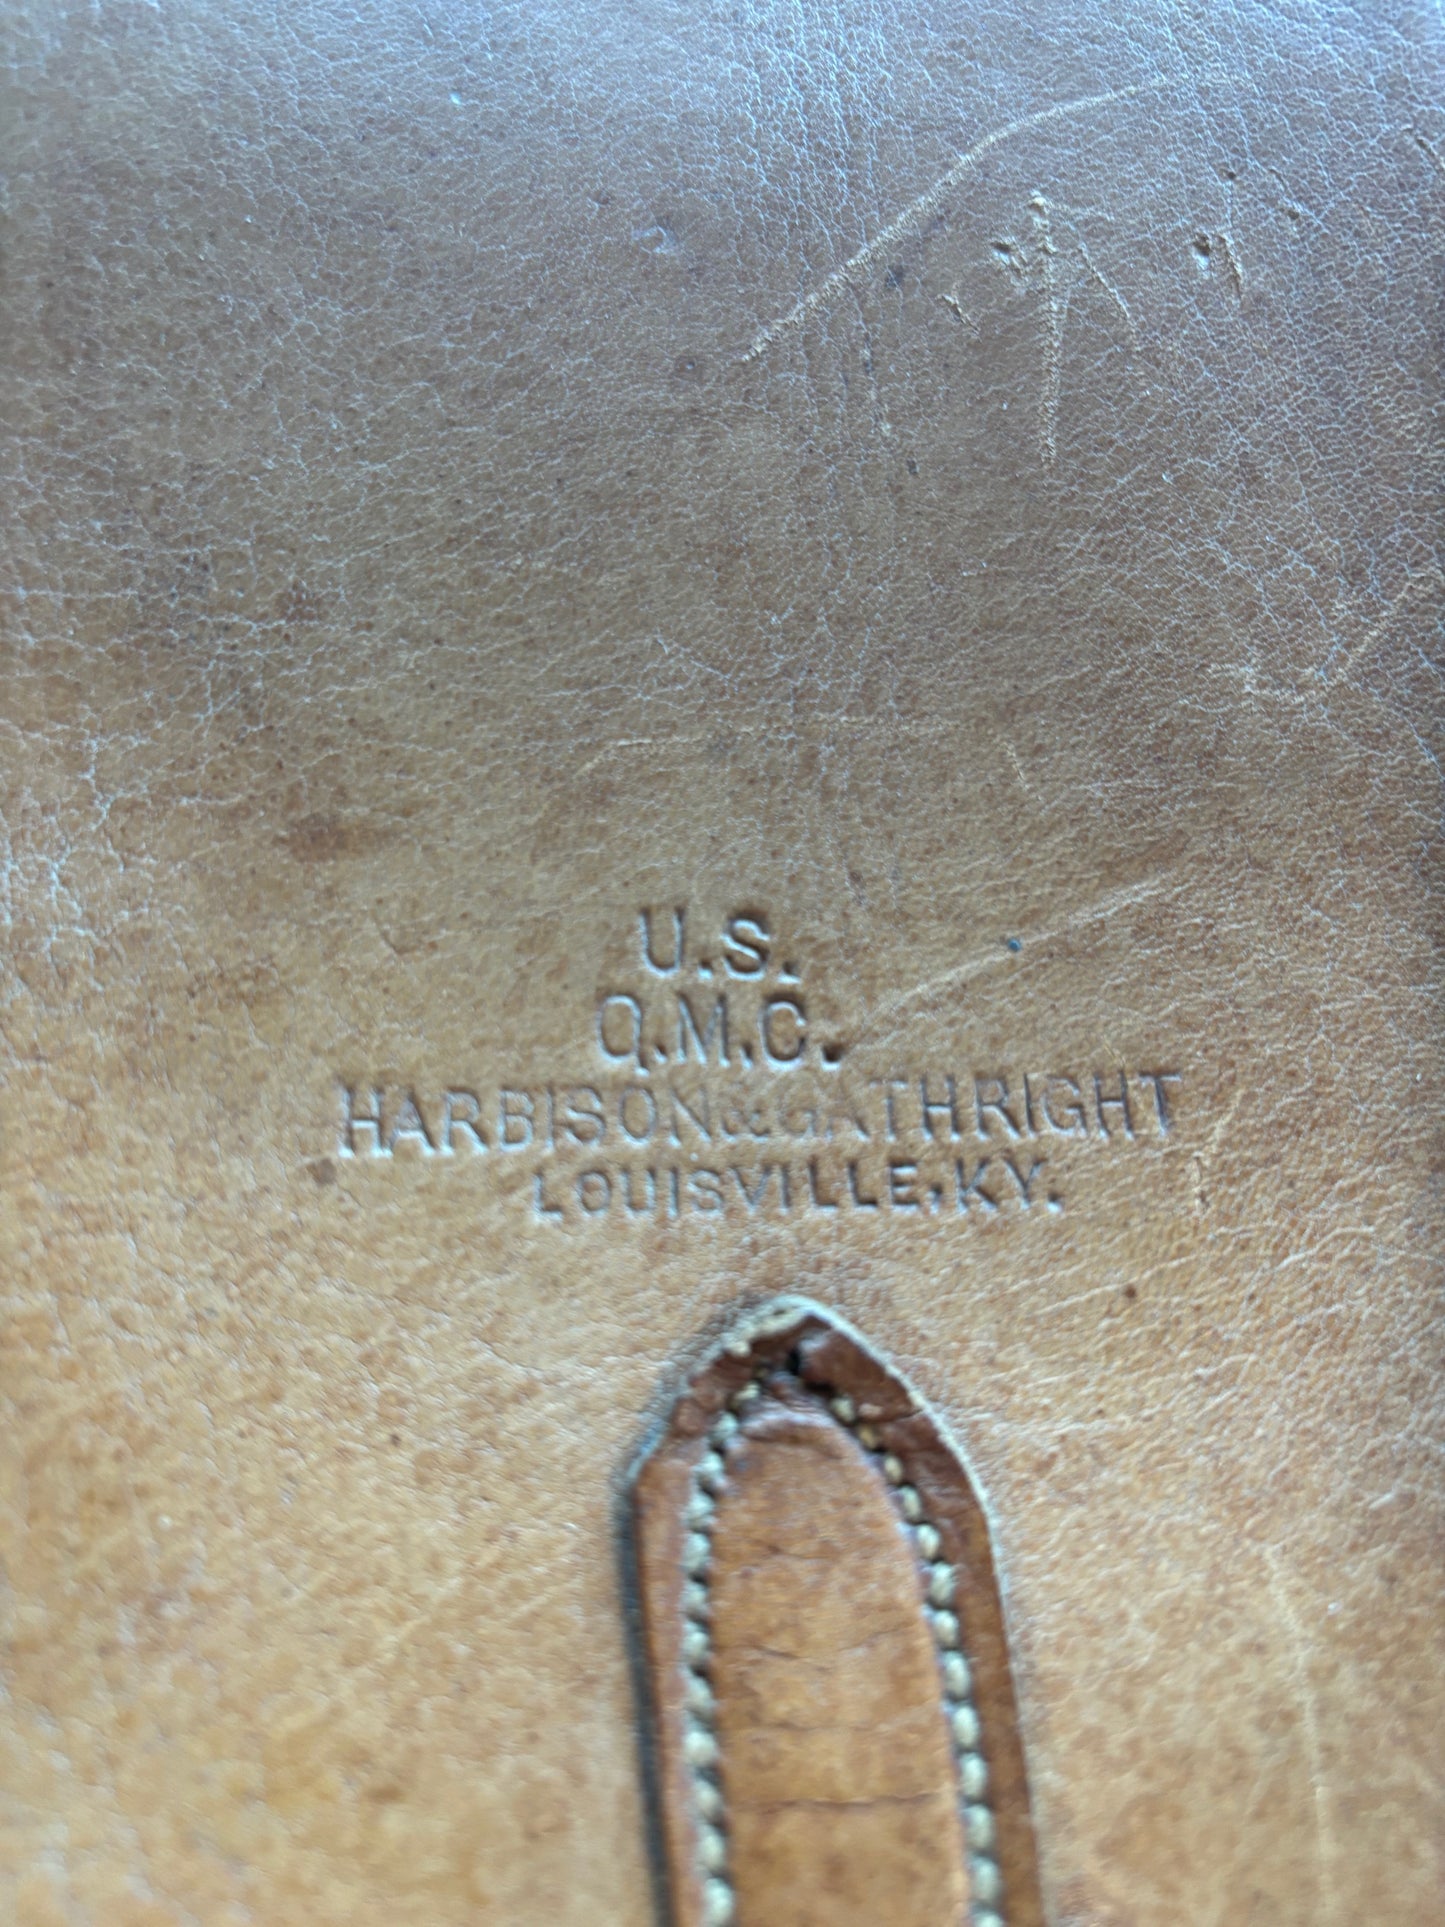 U.S.
Q.M.C.
HARBISON & GATHRIGHT
LOUISVILLE, KY.